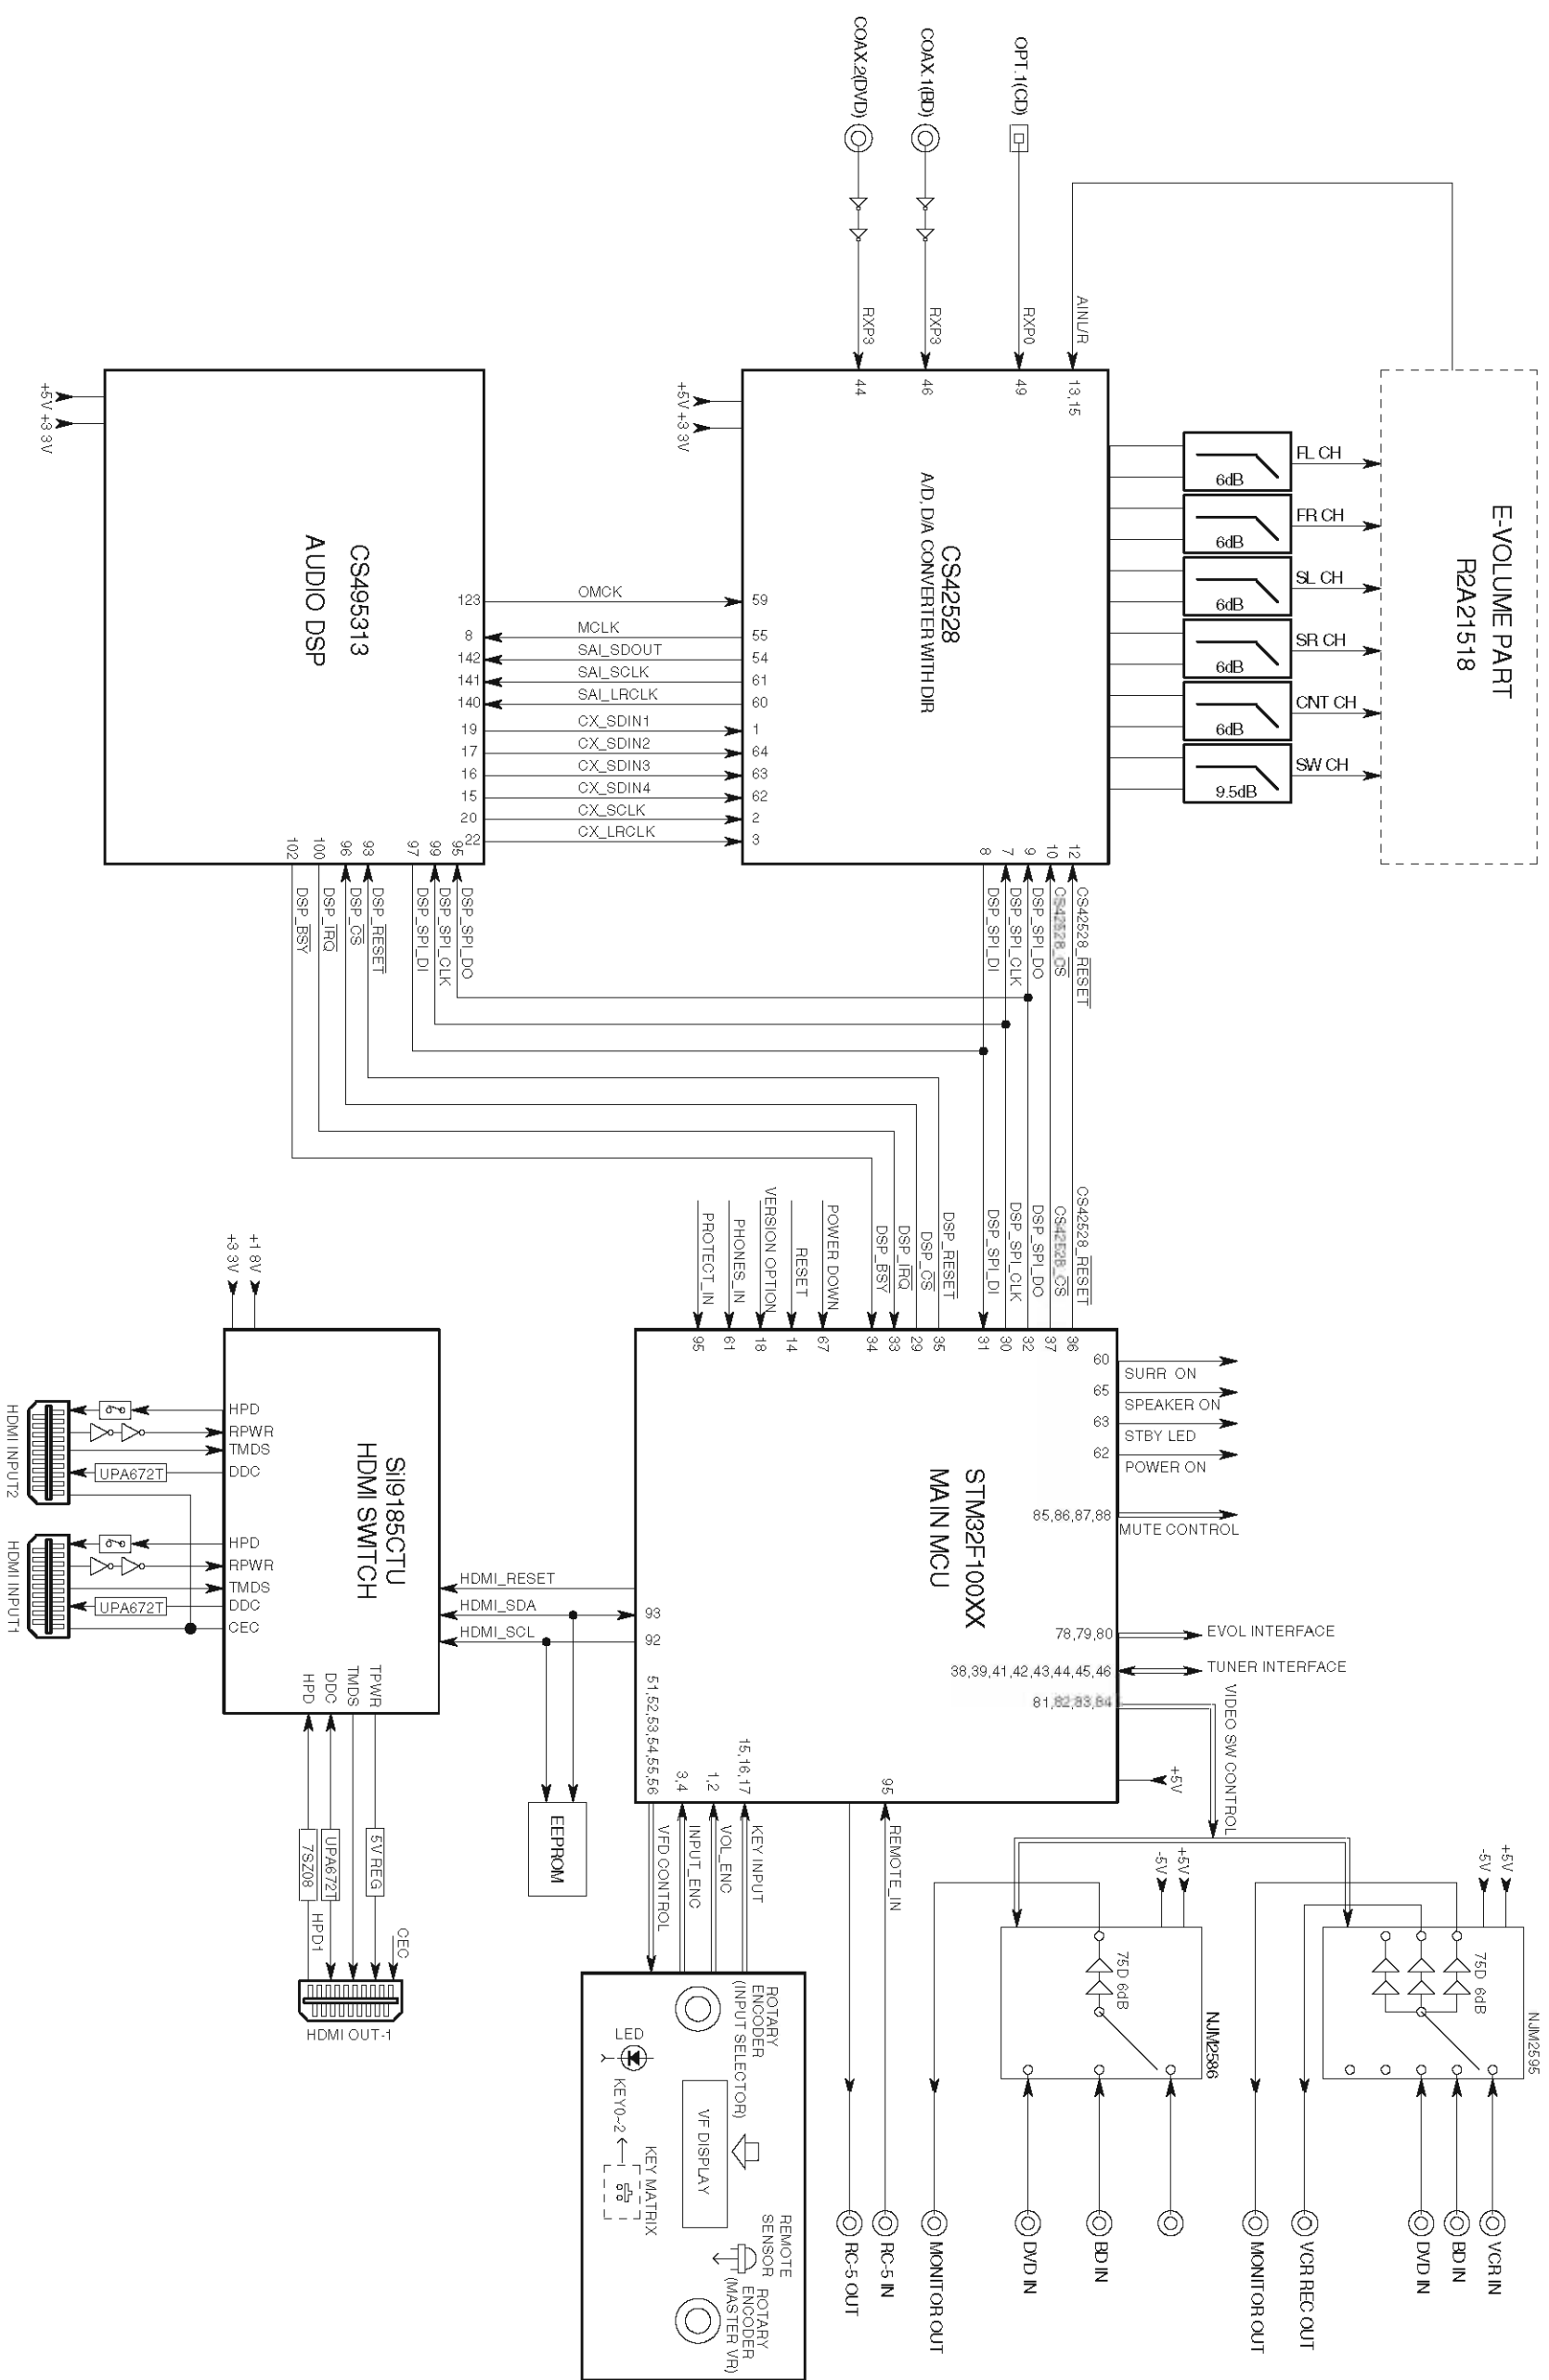 COAX.2(DVD)
COAX.1(BD)
OPT.1(CD)
RXP3
RXP3
RXP0
AINL/R
44
46
49
13,15
+5V
+3 3V
CS42528
A/D, D/A CONVERTER WITH DIR
E-VOLUME PART
R2A21518
6dB
FL CH
6dB
FR CH
6dB
SL CH
6dB
SR CH
6dB
CNT CH
9.5dB
SW CH
+5V
+3 3V
CS495313
AUDIO DSP
123
OMCK
59
8
MCLK
55
142
SAI_SDOUT
54
141
SAI_SCLK
61
140
SAI_LRCLK
60
19
CX_SDIN1
1
17
CX_SDIN2
64
16
CX_SDIN3
63
15
CX_SDIN4
62
20
CX_SCLK
2
22
CX_LRCLK
3
102
100
96
93
97
99
95
DSP_BSY
DSP_IRQ
DSP_CS
DSP_RESET
DSP_SPI_DI
DSP_SPI_CLK
DSP_SPI_DO
8
7
9
10
12
DSP_SPI_DI
DSP_SPI_CLK
DSP_SPI_DO
CS42528_CS
CS42528_RESET
PROTECT_IN
PHONES_IN
VERSION OPTION
RESET
POWER DOWN
DSP_BSY
DSP_IRQ
DSP_CS
DSP_RESET
DSP_SPI_DI
DSP_SPI_CLK
DSP_SPI_DO
CS42528_CS
CS42528_RESET
95
61
18
14
67
34
33
29
35
31
30
32
37
36
STM32F100XX
MAIN MCU
60
SURR ON
65
SPEAKER ON
63
STBY LED
62
POWER ON
85,86,87,88
MUTE CONTROL
78,79,80
EVOL INTERFACE
38,39,41,42,43,44,45,46
TUNER INTERFACE
81,82,83,84
VIDEO SW CONTROL
+5V
+3 3V
+1 8V
SiI9185CTU
HDMI SWITCH
HPD
RPWR
TMDS
DDC
UPA672T
HDMI INPUT2
HPD
RPWR
TMDS
DDC
UPA672T
CEC
HDMI INPUT1
HDMI_RESET
HDMI_SDA
93
HDMI_SCL
92
HPD
DDC
TMDS
TPWR
7SZ08
UPA672T
5V REG
HPD1
CEC
HDMI OUT-1
EEPROM
51,52,53,54,55,56
3,4
1,2
15,16,17
95
VFD CONTROL
INPUT_ENC
VOL_ENC
KEY INPUT
REMOTE_IN
ROTARY
ENCODER
(INPUT SELECTOR)
LED
KEY0~2
KEY MATRIX
VF DISPLAY
REMOTE
SENSOR
ROTARY
ENCODER
(MASTER VR)
-5V
+5V
75D 6dB
NJM2586
-5V
+5V
75D 6dB
NJM2595
RC-5 OUT
RC-5 IN
MONITOR OUT
DVD IN
BD IN
MONITOR OUT
VCR REC OUT
DVD IN
BD IN
VCR IN